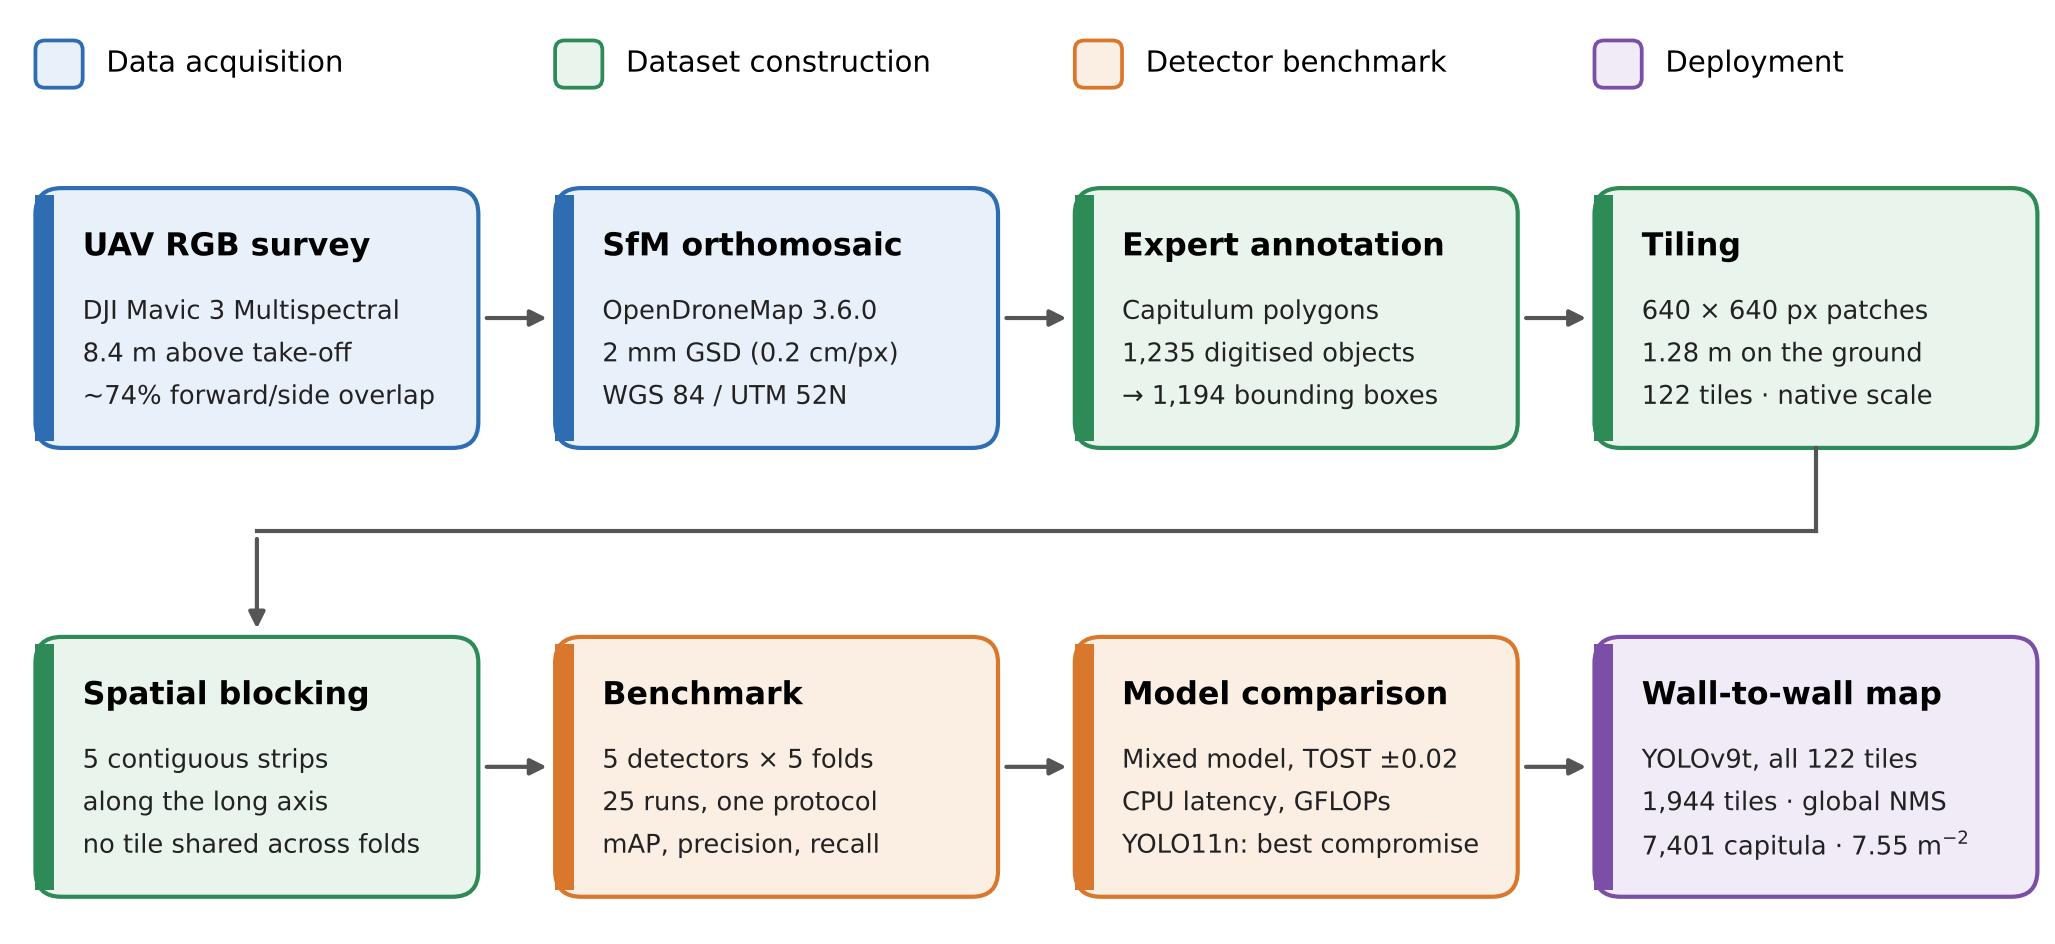 Data acquisition
Dataset construction
Detector benchmark
Deployment
UAV RGB survey
DJI Mavic 3 Multispectral
8.4 m above take-off
~74% forward/side overlap
SfM orthomosaic
OpenDroneMap 3.6.0
2 mm GSD (0.2 cm/px)
WGS 84 / UTM 52N
Expert annotation
Capitulum polygons
1,235 digitised objects
→ 1,194 bounding boxes
Tiling
640 × 640 px patches
1.28 m on the ground
122 tiles · native scale
Spatial blocking
5 contiguous strips
along the long axis
no tile shared across folds
Benchmark
5 detectors × 5 folds
25 runs, one protocol
mAP, precision, recall
Model comparison
Mixed model, TOST ±0.02
CPU latency, GFLOPs
YOLO11n: best compromise
Wall-to-wall map
YOLOv9t, all 122 tiles
1,944 tiles · global NMS
7,401 capitula · 7.55 m⁻²